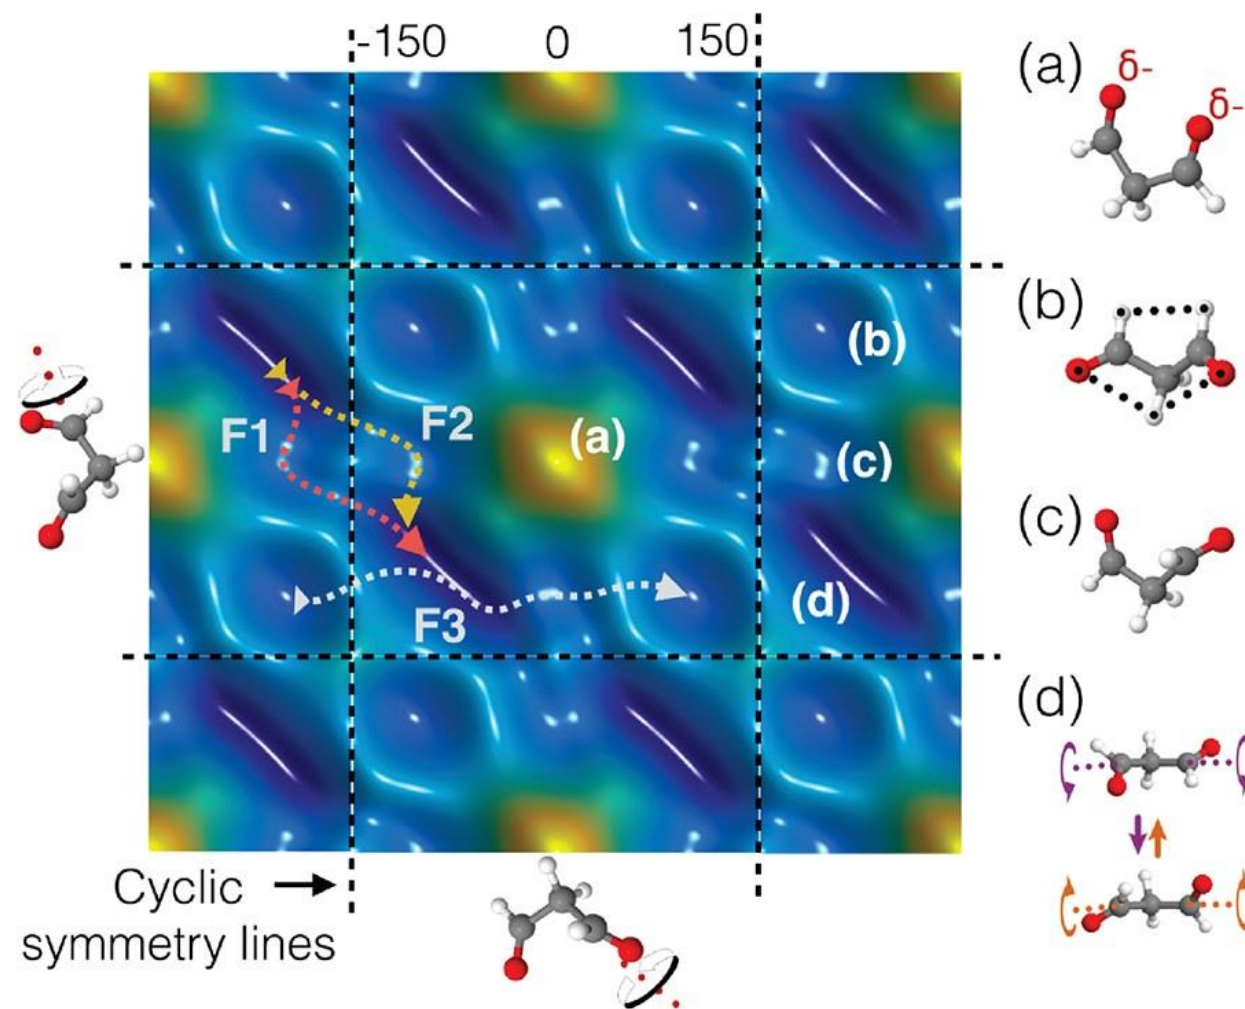 -150 0 150
(a)
δ-
δ-
(b)
(b)
F1 F2 (a) (c)
(c)
F3 (d)
(d)
Cyclic
symmetry lines